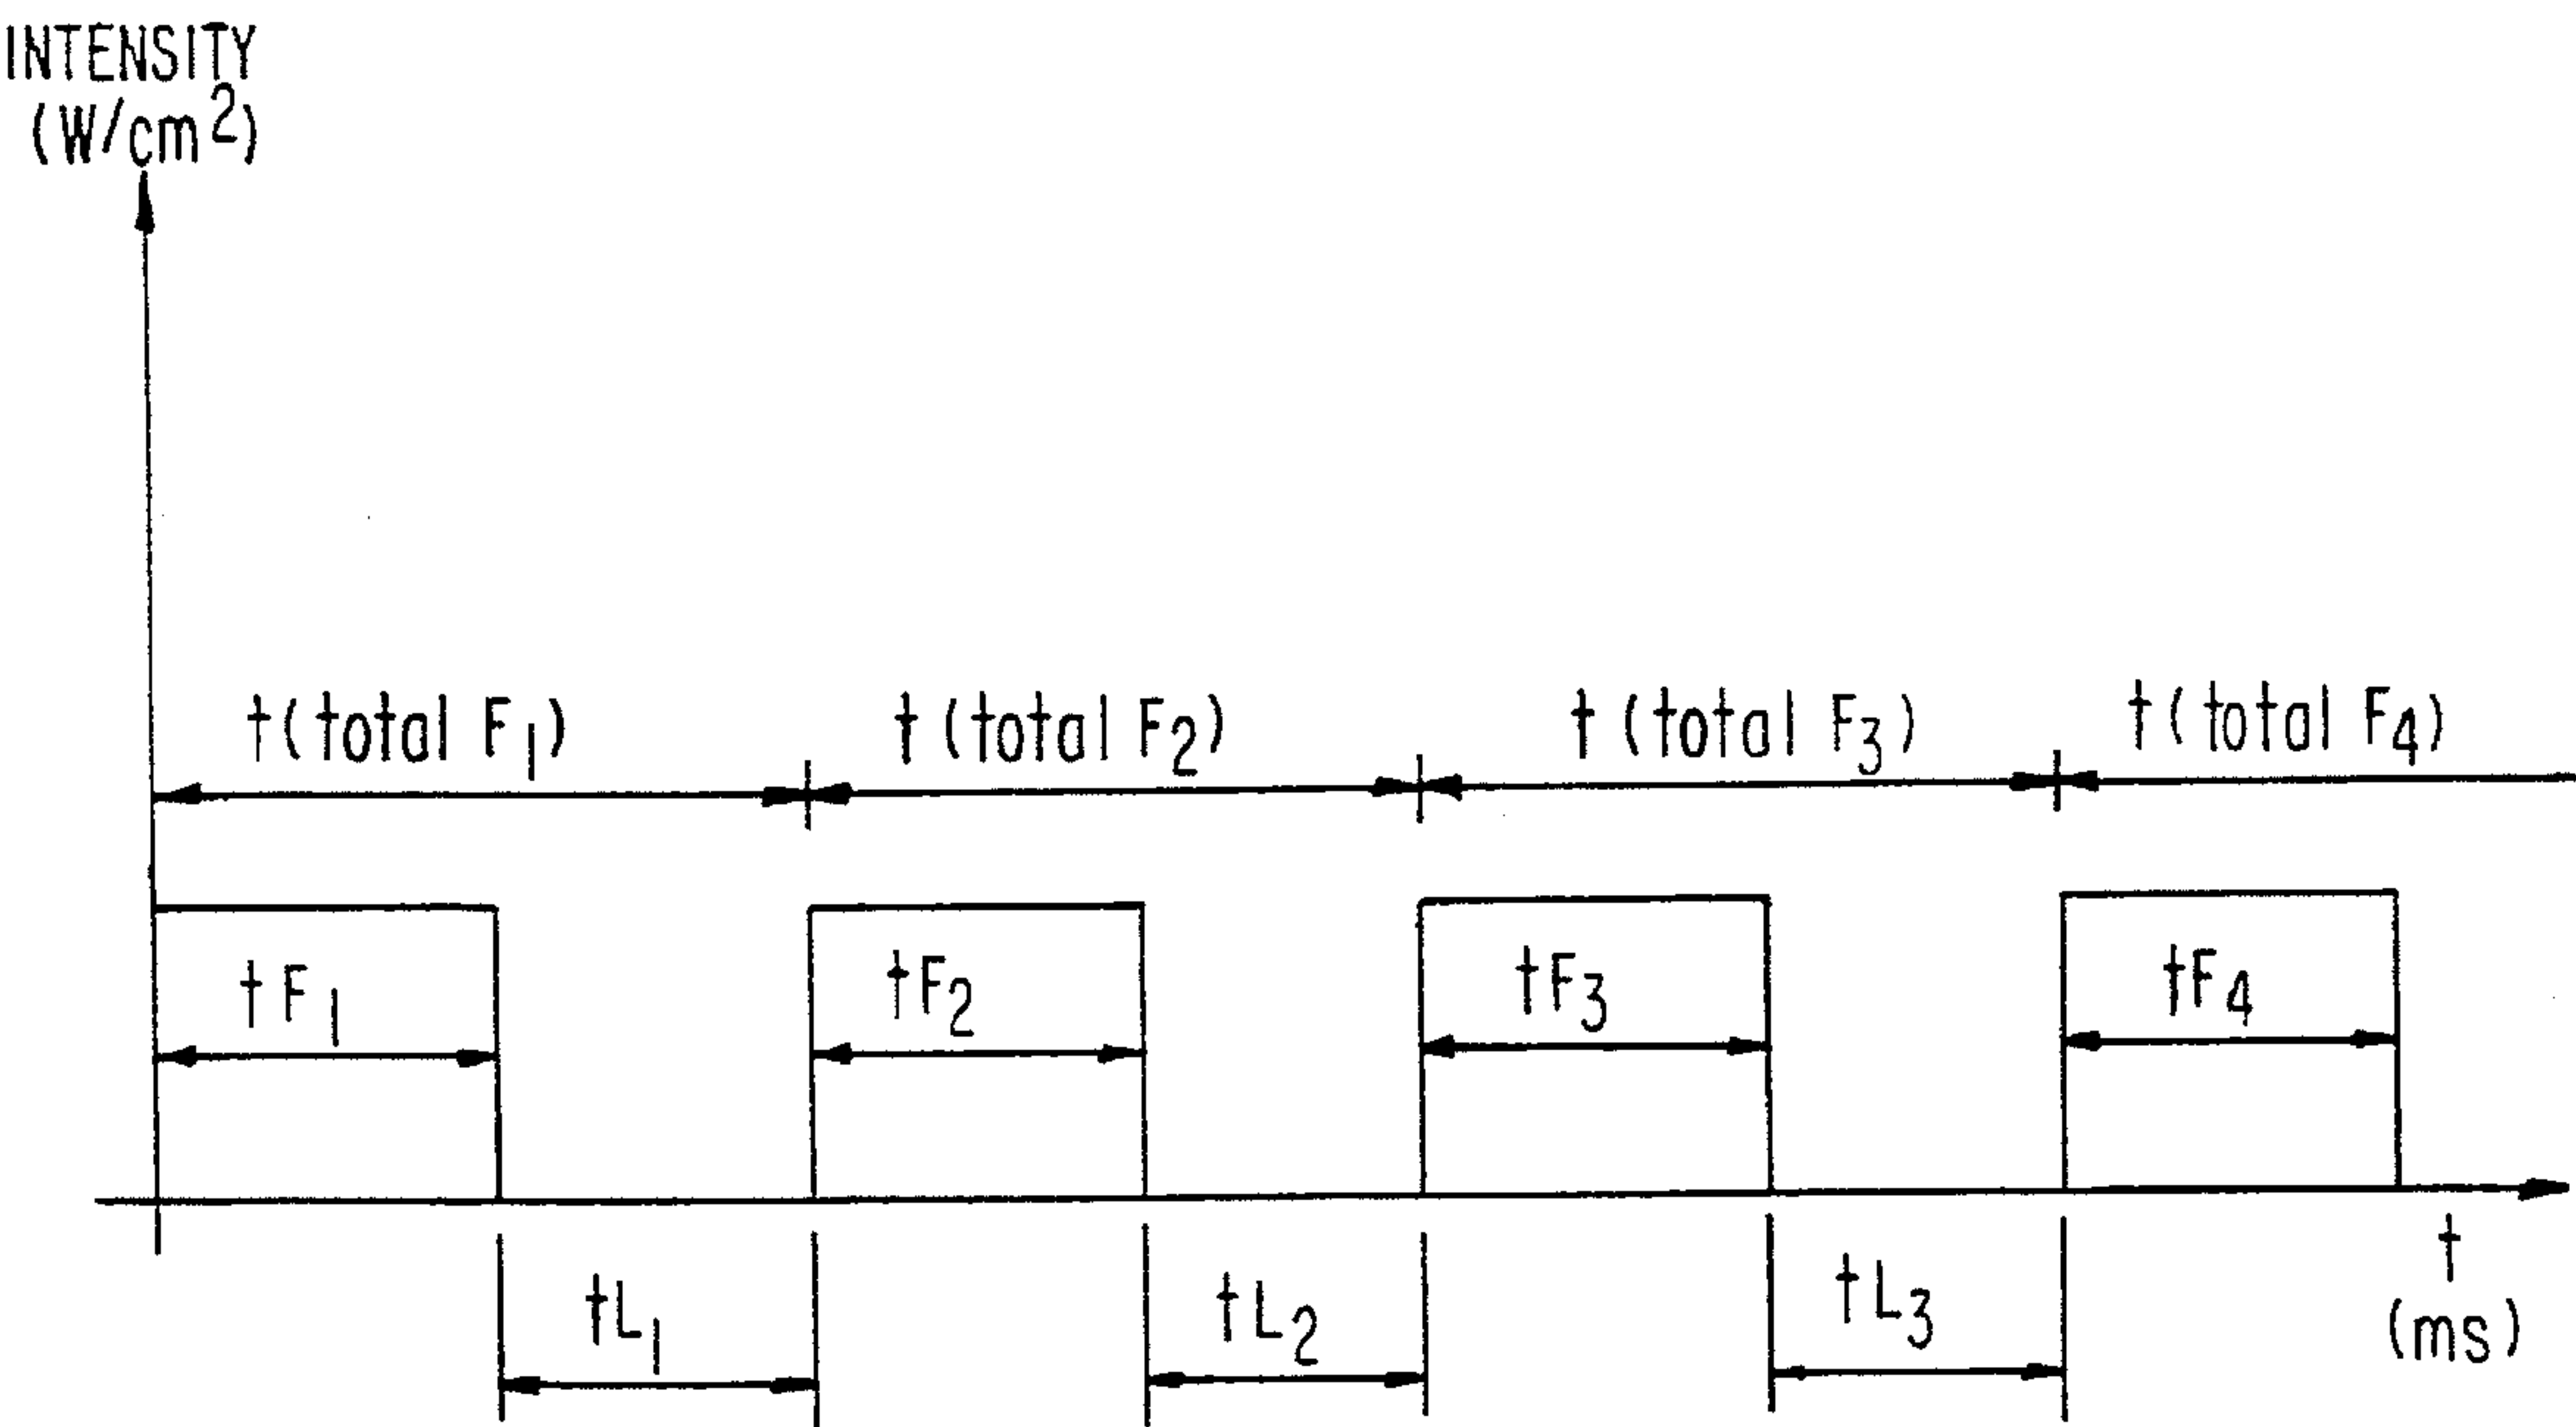 INTENSITY
(W/cm²)
t(total F₁) t(total F₂) t(total F₃) t(total F₄)
tF₁ tF₂ tF₃ tF₄
tL₁ tL₂ tL₃ t
(ms)